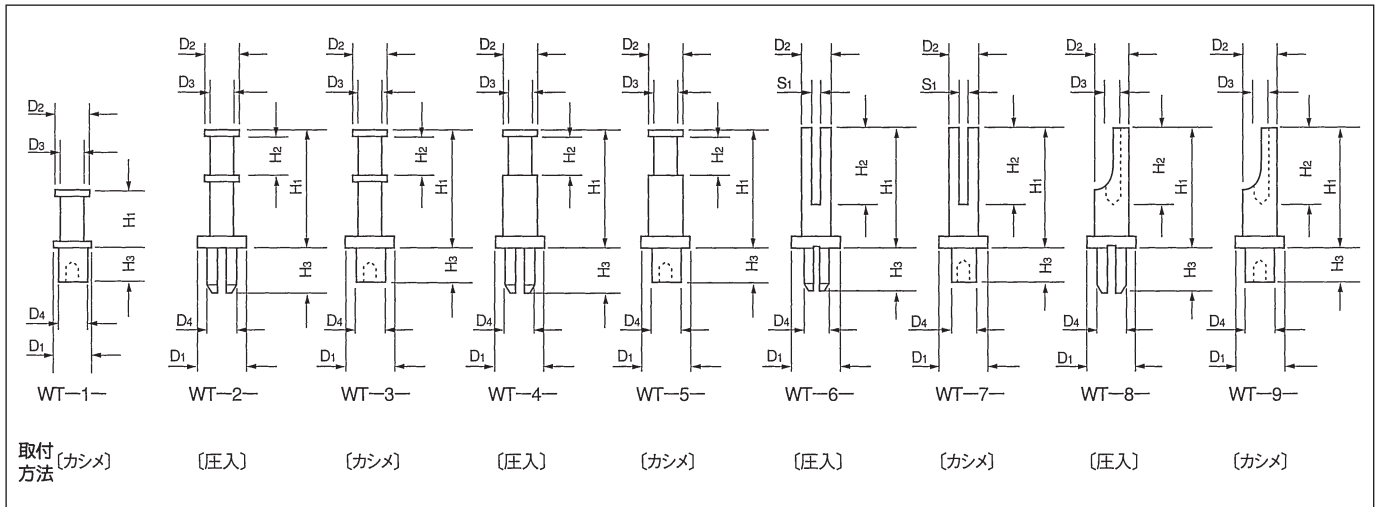 D2 D2 D2 D2 D2 D2 D2 D2
D3 D3 D3 D3 S1 S1 D3 D3
D2
D3
H2 H2 H2 H2 H2 H2 H2 H2
H1 H1 H1 H1 H1 H1 H1 H1
H1
H3 H3 H3 H3 H3 H3 H3 H3 H3
D4 D4 D4 D4 D4 D4 D4 D4 D4
D1 D1 D1 D1 D1 D1 D1 D1 D1
WT-1- WT-2- WT-3- WT-4- WT-5- WT-6- WT-7- WT-8- WT-9-
取付
方法 〔カシメ〕 〔圧入〕 〔カシメ〕 〔圧入〕 〔カシメ〕 〔圧入〕 〔カシメ〕 〔圧入〕 〔カシメ〕